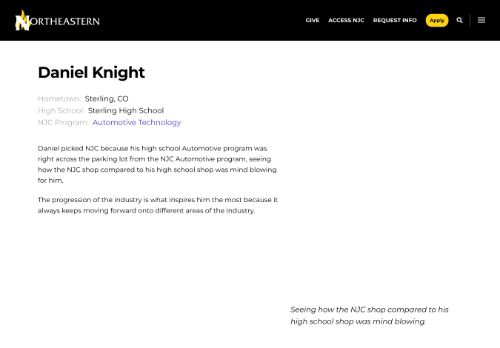 NORTHEASTERN
GIVE ACCESS NJC REQUEST INFO Apply
Daniel Knight
Hometown: Sterling, CO
High School: Sterling High School
NJC Program: Automotive Technology
Daniel picked NJC because his high school Automotive program was
right across the parking lot from the NJC Automotive program, seeing
how the NJC shop compared to his high school shop was mind blowing
for him.
The progression of the industry is what inspires him the most because it
always keeps moving forward onto different areas of the industry.
Seeing how the NJC shop compared to his
high school shop was mind blowing.